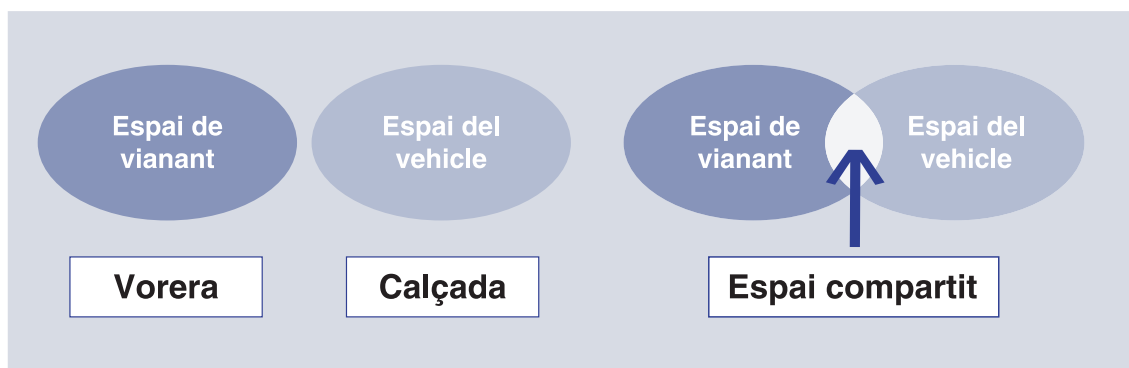 Espai de
vianant
Espai del
vehicle
Espai de
vianant
Espai del
vehicle
Vorera
Calçada
Espai compartit